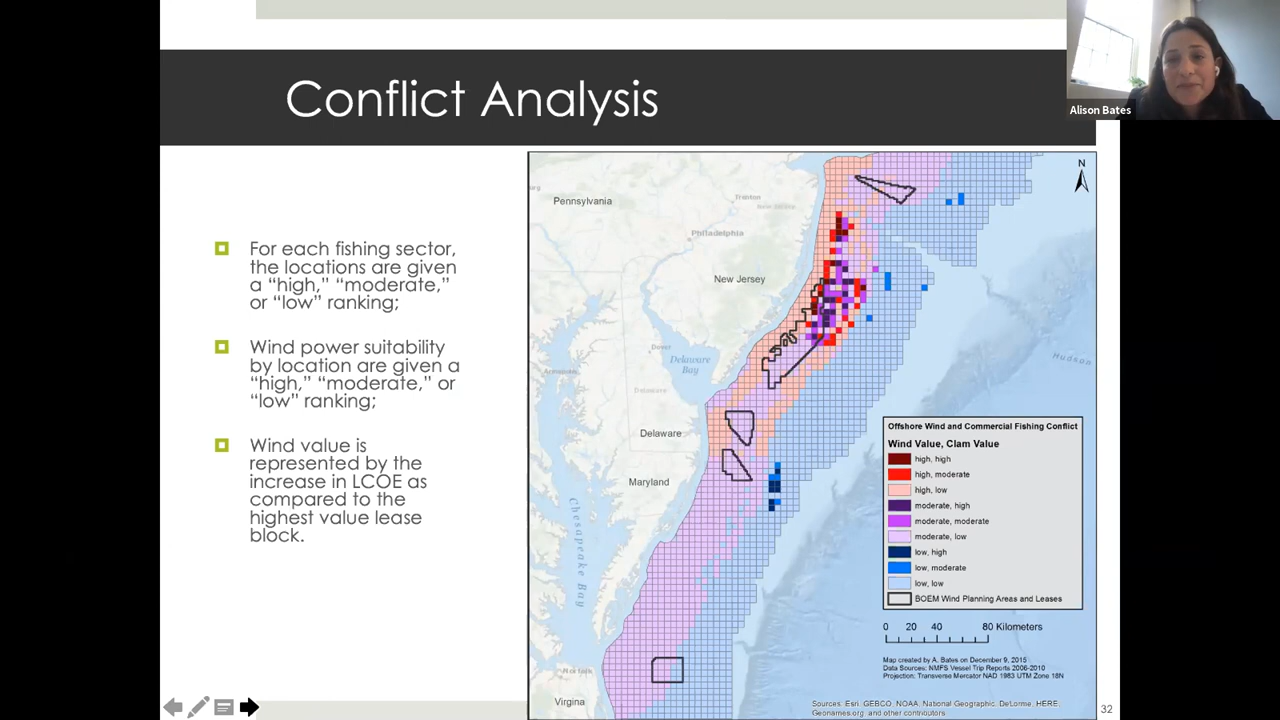 Conflict Analysis
Alison Bates
For each fishing sector,
the locations are given
a “high,” “moderate,”
or “low” ranking;
Wind power suitability
by location are given a
“high,” “moderate,” or
“low” ranking;
Wind value is
represented by the
increase in LCOE as
compared to the
highest value lease
block.
N
Pennsylvania
Trenton
Philadelphia
New Jersey
Dover
Delaware
Bay
Annapolis
Delaware
Delaware
Maryland
Chesapeake Bay
Hudson
Norfolk
Virgina
Offshore Wind and Commercial Fishing Conflict
Wind Value, Clam Value
high, high
high, moderate
high, low
moderate, high
moderate, moderate
moderate, low
low, high
low, moderate
low, low
BOEM Wind Planning Areas and Leases
0 20 40 80 Kilometers
Map created by A. Bates on December 9, 2015
Data Sources: NMFS Vessel Trip Reports 2006-2010
Projection: Transverse Mercator NAD 1983 UTM Zone 18N
Sources: Esri, GEBCO, NOAA, National Geographic, DeLorme, HERE,
Geonames.org, and other contributors
32